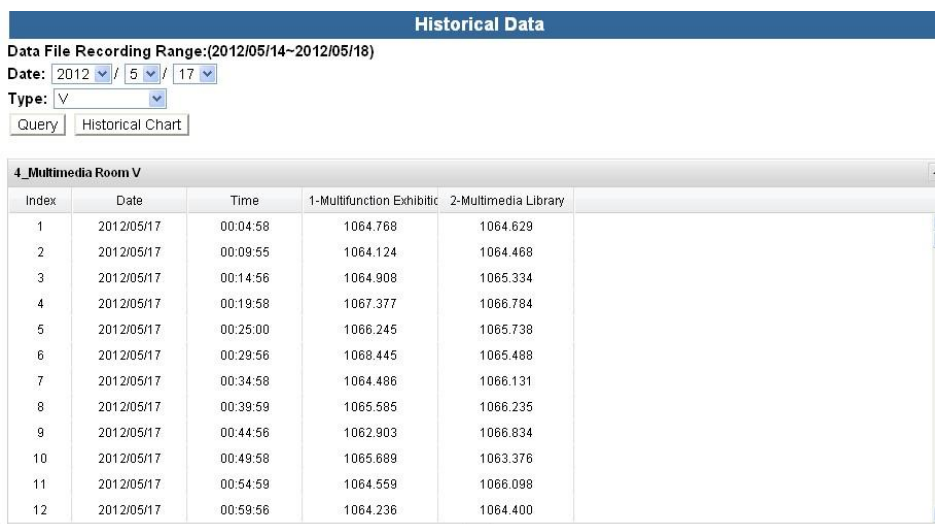 Historical Data
Data File Recording Range:(2012/05/14~2012/05/18)
Date: 2012 / 5 / 17
Type: V
Query Historical Chart
4_Multimedia Room V
Index Date Time 1-Multifunction Exhibitic 2-Multimedia Library
1 2012/05/17 00:04:58 1064.768 1064.629
2 2012/05/17 00:09:55 1064.124 1064.468
3 2012/05/17 00:14:56 1064.908 1065.334
4 2012/05/17 00:19:58 1067.377 1066.784
5 2012/05/17 00:25:00 1066.245 1065.738
6 2012/05/17 00:29:56 1068.445 1065.488
7 2012/05/17 00:34:58 1064.486 1066.131
8 2012/05/17 00:39:59 1065.585 1066.235
9 2012/05/17 00:44:56 1062.903 1066.834
10 2012/05/17 00:49:58 1065.689 1063.376
11 2012/05/17 00:54:59 1064.559 1066.098
12 2012/05/17 00:59:56 1064.236 1064.400